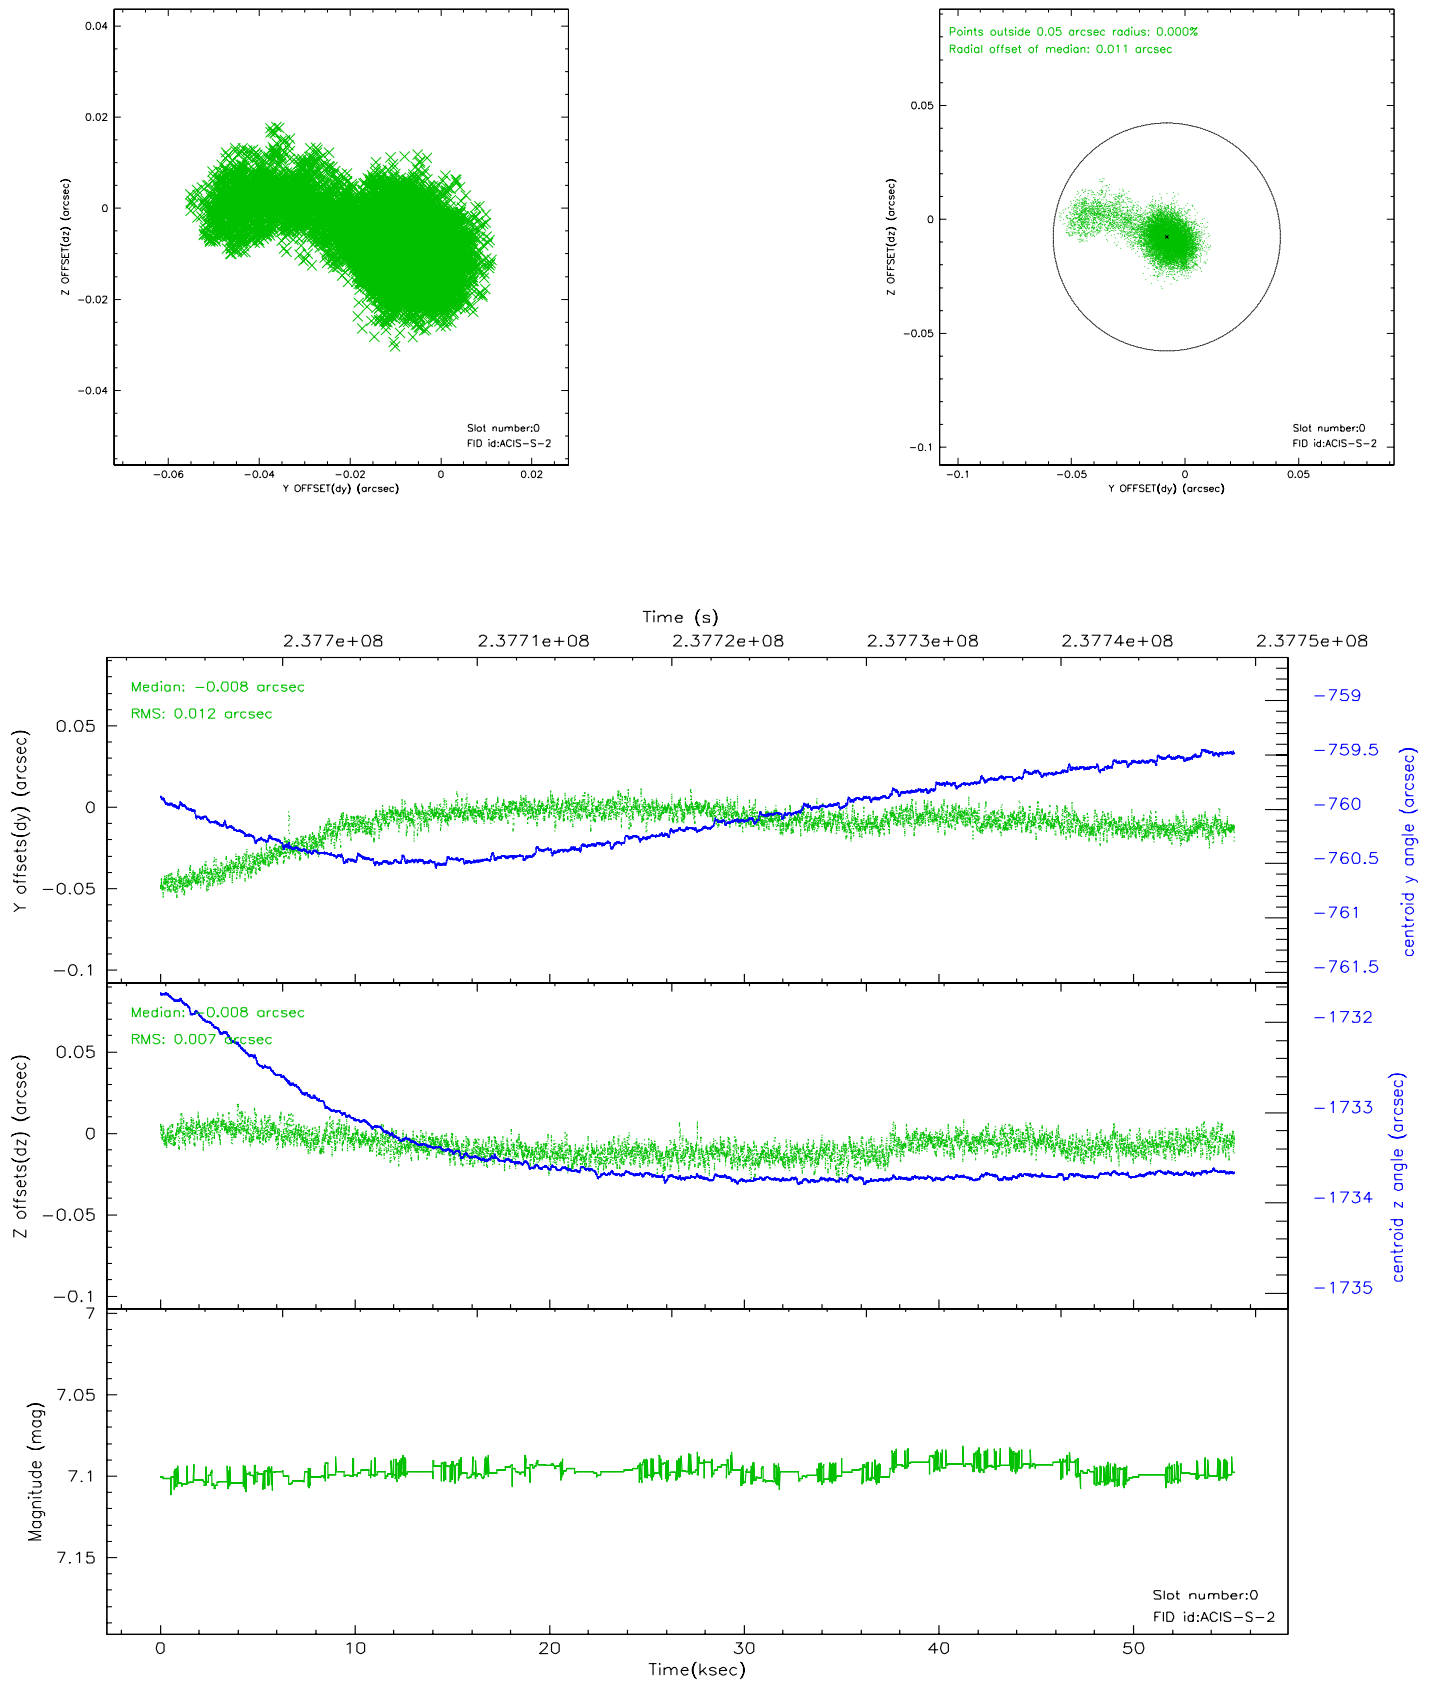 0.04
0.02
0
−0.02
−0.04
Z OFFSET(dz) (arcsec)
Slot number:0
FID id:ACIS−S−2
−0.06
−0.04
−0.02
0
0.02
Y OFFSET(dy) (arcsec)
Points outside 0.05 arcsec radius: 0.000%
Radial offset of median: 0.011 arcsec
0.05
0
−0.05
−0.1
Z OFFSET(dz) (arcsec)
Slot number:0
FID id:ACIS−S−2
−0.1
−0.05
0
0.05
Y OFFSET(dy) (arcsec)
Time (s)
2.377e+08
2.3771e+08
2.3772e+08
2.3773e+08
2.3774e+08
2.3775e+08
Median: −0.008 arcsec
RMS: 0.012 arcsec
0.05
0
−0.05
−0.1
Y offsets(dy) (arcsec)
−759
−759.5
−760
−760.5
−761
−761.5
centroid y angle (arcsec)
Median: −0.008 arcsec
RMS: 0.007 arcsec
0.05
0
−0.05
−0.1
Z offsets(dz) (arcsec)
−1732
−1733
−1734
−1735
centroid z angle (arcsec)
7
7.05
7.1
7.15
Magnitude (mag)
Slot number:0
FID id:ACIS−S−2
0
10
20
30
40
50
Time(ksec)